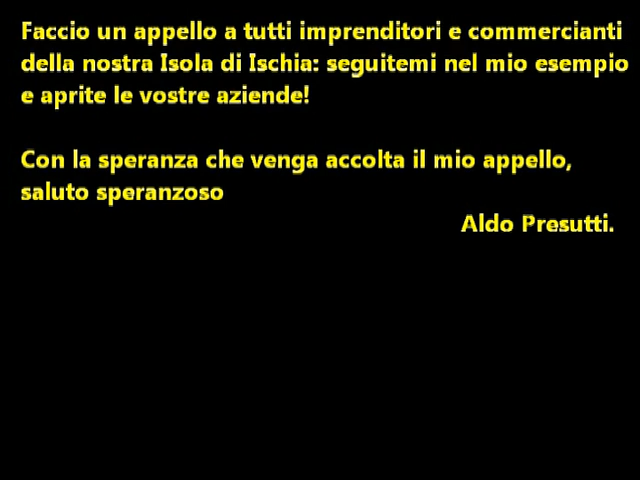 Faccio un appello a tutti imprenditori e commercianti
della nostra Isola di Ischia: seguitemi nel mio esempio
e aprite le vostre aziende!
Con la speranza che venga accolta il mio appello,
saluto speranzoso
Aldo Presutti.